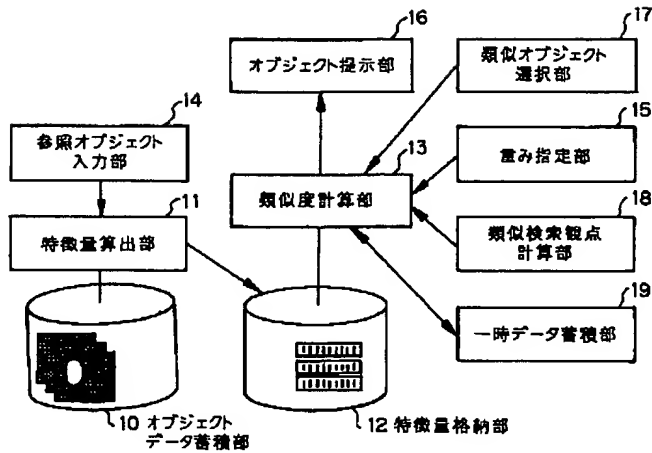 16
オブジェクト提示部
17
類似オブジェクト
選択部
14
参照オブジェクト
入力部
15
重み指定部
13
類似度計算部
11
特徴量算出部
18
類似検索観点
計算部
19
一時データ蓄積部
10 オブジェクト
データ蓄積部
12 特徴量格納部